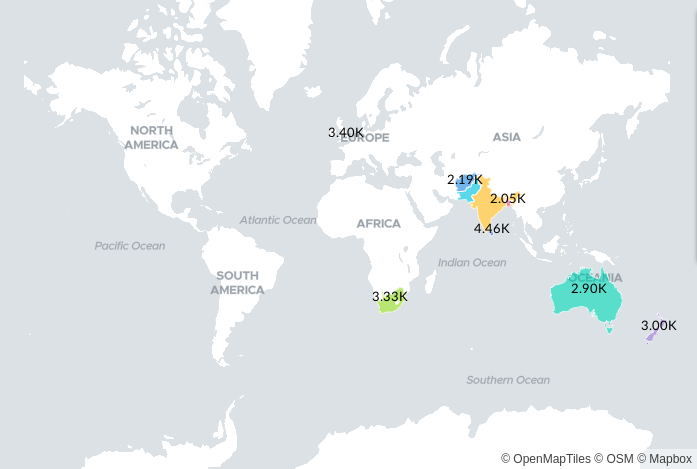 NORTH
AMERICA
3.40K
EUROPE
ASIA
2.19K
2.05K
Atlantic Ocean
AFRICA
4.46K
Pacific Ocean
Indian Ocean
SOUTH
AMERICA
OCEANIA
2.90K
3.33K
3.00K
Southern Ocean
© OpenMapTiles © OSM © Mapbox